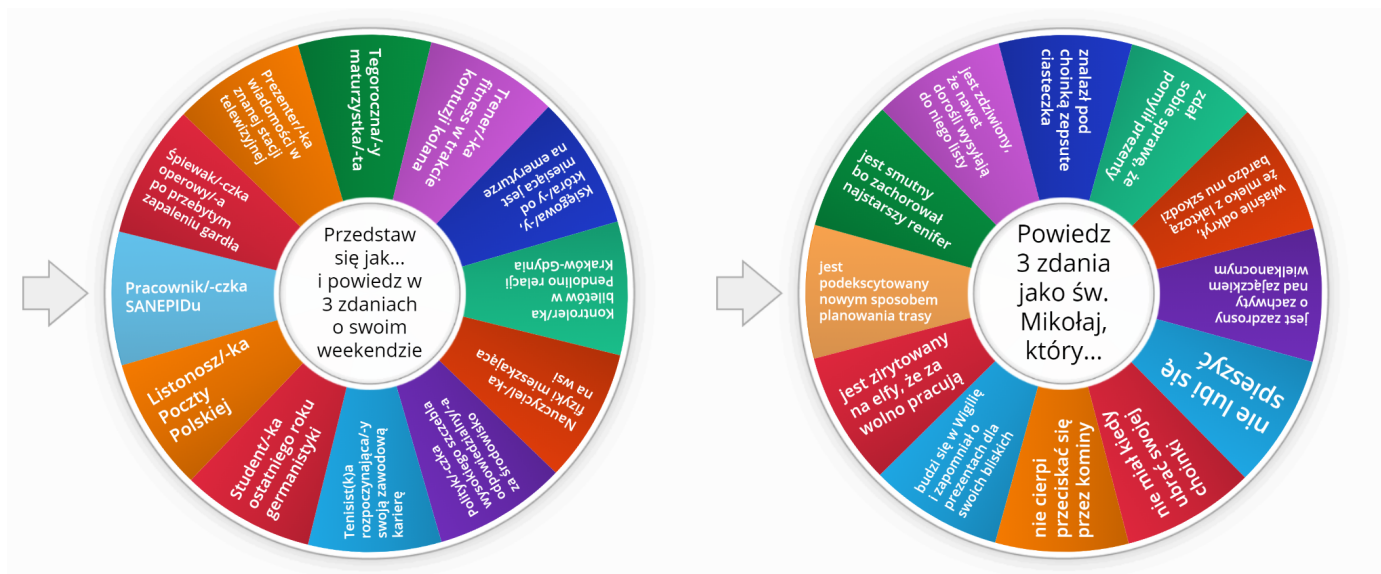 Przedstaw
się jak...
i powiedz w
3 zdaniach
o swoim
weekendzie
Tegoroczna/-y
maturzystka/-ta
Trener/-ka
fitness w trakcie
kontuzji kolana
Księgowa/-y,
która/-y od
miesiąca jest
na emeryturze
Kontroler/ka
biletów w
Pendolino relacji
Kraków-Gdynia
Nauczyciel/-ka
fizyki mieszkająca
na wsi
Polityk/-czka
wysokiego szczebla
odpowiedzialny/-a
za środowisko
Tenisist(k)a
rozpoczynająca/-y
swoją zawodową
karierę
Student/-ka
ostatniego roku
germanistyki
Listonosz/-ka
Poczty
Polskiej
Pracownik/-czka
SANEPIDu
Śpiewak/-czka
operowy/-a
po przebytym
zapaleniu gardła
Prezenter/-ka
wiadomości w
znanej stacji
telewizyjnej
Powiedz
3 zdania
jako św.
Mikołaj,
który...
znalazł pod
choinką zepsute
ciasteczka
zdał
sobie sprawę, że
pomylił prezenty
właśnie odkrył,
że mleko z laktozą
bardzo mu szkodzi
jest zazdrosny
o zachwyty
nad zajączkiem
wielkanocnym
nie lubi się
spieszyć
nie miał kiedy
ubrać swojej
choinki
nie cierpi
przeciskać się
przez kominy
budzi się w Wigilię
i zapomniał o
prezentach dla
swoich bliskich
jest zirytowany
na elfy, że za
wolno pracują
jest
podekscytowany
nowym sposobem
planowania trasy
jest smutny
bo zachorował
najstarszy renifer
jest zdziwiony,
że nawet
dorośli wysyłają
do niego listy